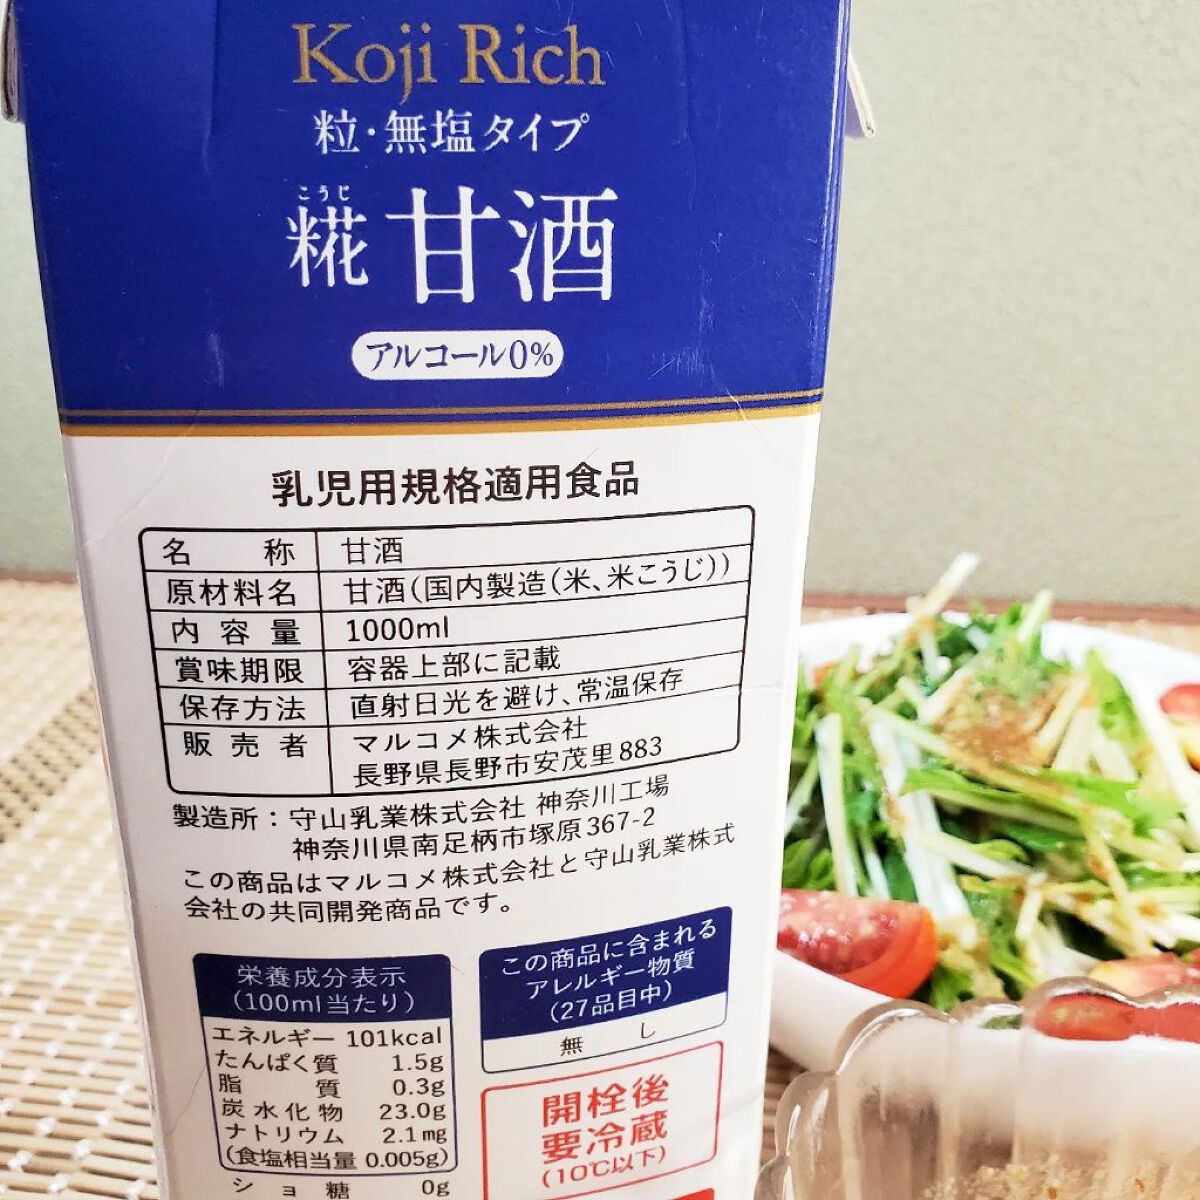 Koji Rich
粒・無塩タイプ
こうじ
糀甘酒
アルコール0%
乳児用規格適用食品
名称 甘酒
原材料名 甘酒(国内製造(米、米こうじ))
内容量 1000ml
賞味期限 容器上部に記載
保存方法 直射日光を避け、常温保存
販売者 マルコメ株式会社
長野県長野市安茂里883
製造所：守山乳業株式会社 神奈川工場
神奈川県南足柄市塚原367-2
この商品はマルコメ株式会社と守山乳業株式
会社の共同開発商品です。
栄養成分表示
(100ml当たり)
エネルギー 101kcal
たんぱく質 1.5g
脂質 0.3g
炭水化物 23.0g
ナトリウム 2.1mg
(食塩相当量 0.005g)
ショ糖 0g
この商品に含まれる
アレルギー物質
(27品目中)
無し
開栓後
要冷蔵
(10℃以下)